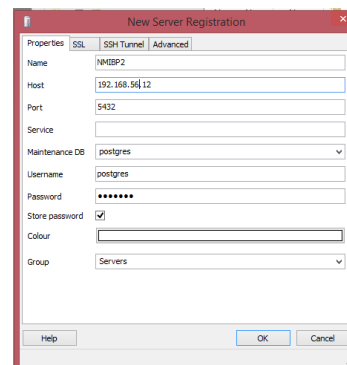 New Server Registration
Properties SSL SSH Tunnel Advanced
Name NMIBP2
Host 192.168.56.12
Port 5432
Service
Maintenance DB postgres
Username postgres
Password
Store password
Colour
Group Servers
Help OK Cancel